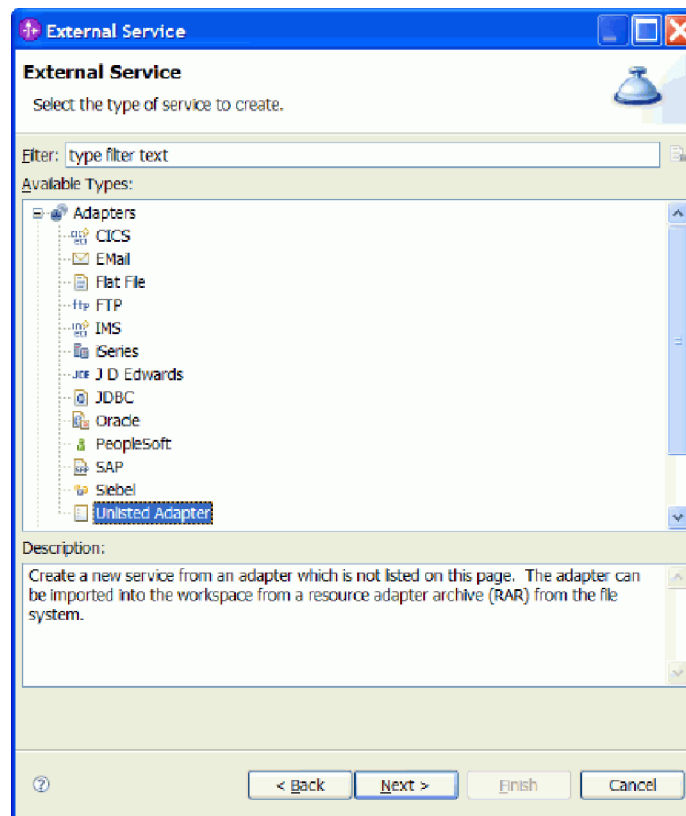 External Service
External Service
Select the type of service to create.
Filter: type filter text
Available Types:
Adapters
CICS
EMail
Flat File
ftp FTP
IMS
iSeries
JDE J D Edwards
JDBC
Oracle
PeopleSoft
SAP
Siebel
Unlisted Adapter
Description:
Create a new service from an adapter which is not listed on this page. The adapter can
be imported into the workspace from a resource adapter archive (RAR) from the file
system.
? < Back Next > Finish Cancel